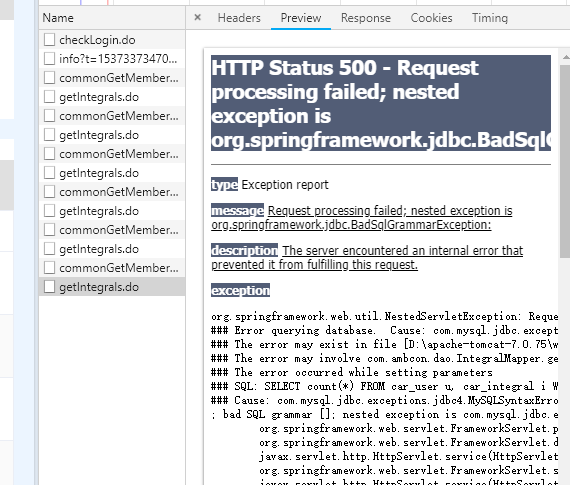 Name
checkLogin.do
info?t=15373373470...
commonGetMember...
getIntegrals.do
commonGetMember...
getIntegrals.do
commonGetMember...
getIntegrals.do
commonGetMember...
getIntegrals.do
commonGetMember...
getIntegrals.do
commonGetMember...
getIntegrals.do
Headers Preview Response Cookies Timing
HTTP Status 500 - Request
processing failed; nested
exception is
org.springframework.jdbc.BadSqlG
type Exception report
message Request processing failed; nested exception is
org.springframework.jdbc.BadSqlGrammarException:
description The server encountered an internal error that
prevented it from fulfilling this request.
exception
org.springframework.web.util.NestedServletException: Reque
### Error querying database.  Cause: com.mysql.jdbc.except
### The error may exist in file [D:\apache-tomcat-7.0.75\w
### The error may involve com.ambcon.dao.IntegralMapper.ge
### The error occurred while setting parameters
### SQL: SELECT count(*) FROM car_user u, car_integral i W
### Cause: com.mysql.jdbc.exceptions.jdbc4.MySQLSyntaxErro
; bad SQL grammar []; nested exception is com.mysql.jdbc.e
org.springframework.web.servlet.FrameworkServlet.p
org.springframework.web.servlet.FrameworkServlet.d
javax.servlet.http.HttpServlet.service(HttpServlet
org.springframework.web.servlet.FrameworkServlet.s
javax.servlet.http.HttpServlet.service(HttpServlet